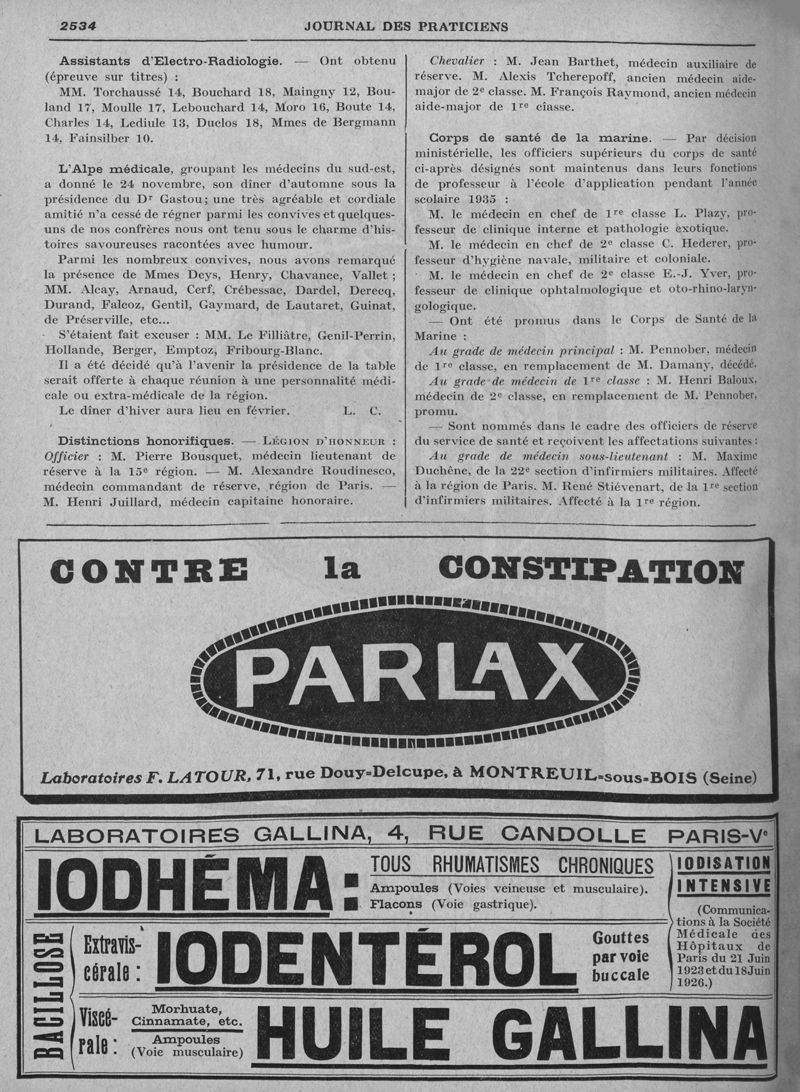 2534
JOURNAL DES PRATICIENS
Assistants d'Electro-Radiologie. — Ont obtenu
(épreuve sur titres) :
MM. Torchaussé 14, Bouchard 18, Maingny 12, Bou-
land 17, Moulle 17, Lebouchard 14, Moro 16, Boute 14,
Charles 14, Lediule 13, Duclos 18, Mmes de Bergmann
14, Fainsilber 10.
L'Alpe médicale, groupant les médecins du sud-est,
a donné le 24 novembre, son dîner d'automne sous la
présidence du Dr Gastou; une très agréable et cordiale
amitié n'a cessé de régner parmi les convives et quelques-
uns de nos confrères nous ont tenu sous le charme d'his-
toires savoureuses racontées avec humour.
Parmi les nombreux convives, nous avons remarqué
la présence de Mmes Deys, Henry, Chavance, Vallet ;
MM. Alcay, Arnaud, Cerf, Crébessac, Dardel, Derecq,
Durand, Falcoz, Gentil, Gaymard, de Lautaret, Guinat,
de Préserville, etc...
S'étaient fait excuser : MM. Le Filliâtre, Genil-Perrin,
Hollande, Berger, Emptoz, Fribourg-Blanc.
Il a été décidé qu'à l'avenir la présidence de la table
serait offerte à chaque réunion à une personnalité médi-
cale ou extra-médicale de la région.
Le dîner d'hiver aura lieu en février. L. C.
Distinctions honorifiques. — LÉGION D'HONNEUR :
Officier : M. Pierre Bousquet, médecin lieutenant de
réserve à la 15e région. — M. Alexandre Roudinesco,
médecin commandant de réserve, région de Paris. —
M. Henri Juillard, médecin capitaine honoraire.
Chevalier : M. Jean Barthet, médecin auxiliaire de
réserve. M. Alexis Tcherepoff, ancien médecin aide-
major de 2e classe. M. François Raymond, ancien médecin
aide-major de 1re ciasse.
Corps de santé de la marine. — Par décision
ministérielle, les officiers supérieurs du corps de santé
ci-après désignés sont maintenus dans leurs fonctions
de professeur à l'école d'application pendant l'année
scolaire 1935 :
M. le médecin en chef de 1re classe L. Plazy, pro-
fesseur de clinique interne et pathologie exotique.
M. le médecin en chef de 2e classe C. Hederer, pro-
fesseur d'hygiène navale, militaire et coloniale.
M. le médecin en chef de 2e classe E.-J. Yver, pro-
fesseur de clinique ophtalmologique et oto-rhino-laryn-
gologique.
— Ont été promus dans le Corps de Santé de la
Marine :
Au grade de médecin principal : M. Pennober, médecin
de 1re classe, en remplacement de M. Damany, décédé.
Au grade de médecin de 1re classe : M. Henri Baloux,
médecin de 2e classe, en remplacement de M. Pennober,
promu.
— Sont nommés dans le cadre des officiers de réserve
du service de santé et reçoivent les affectations suivantes :
Au grade de médecin sous-lieutenant : M. Maxime
Duchêne, de la 22e section d'infirmiers militaires. Affecté
à la région de Paris. M. René Stiévenart, de la 1re section
d'infirmiers militaires. Affecté à la 1re région.
CONTRE la CONSTIPATION
PARLAX
Laboratoires F. LATOUR, 71, rue Douy-Delcupe, à MONTREUIL-sous-BOIS (Seine)
LABORATOIRES GALLINA, 4, RUE CANDOLLE PARIS-Ve
IODHÉMA :
TOUS RHUMATISMES CHRONIQUES
Ampoules (Voies veineuse et musculaire).
Flacons (Voie gastrique).
IODISATION
INTENSIVE
(Communica-
tions à la Société
Médicale des
Hôpitaux de
Paris du 21 Juin
1923 et du 18 Juin
1926.)
BACILLOSE
Extravis-
cérale :
IODENTÉROL
Gouttes
par voie
buccale
Viscé-
rale :
Morhuate,
Cinnamate, etc.
Ampoules
(Voie musculaire)
HUILE GALLINA